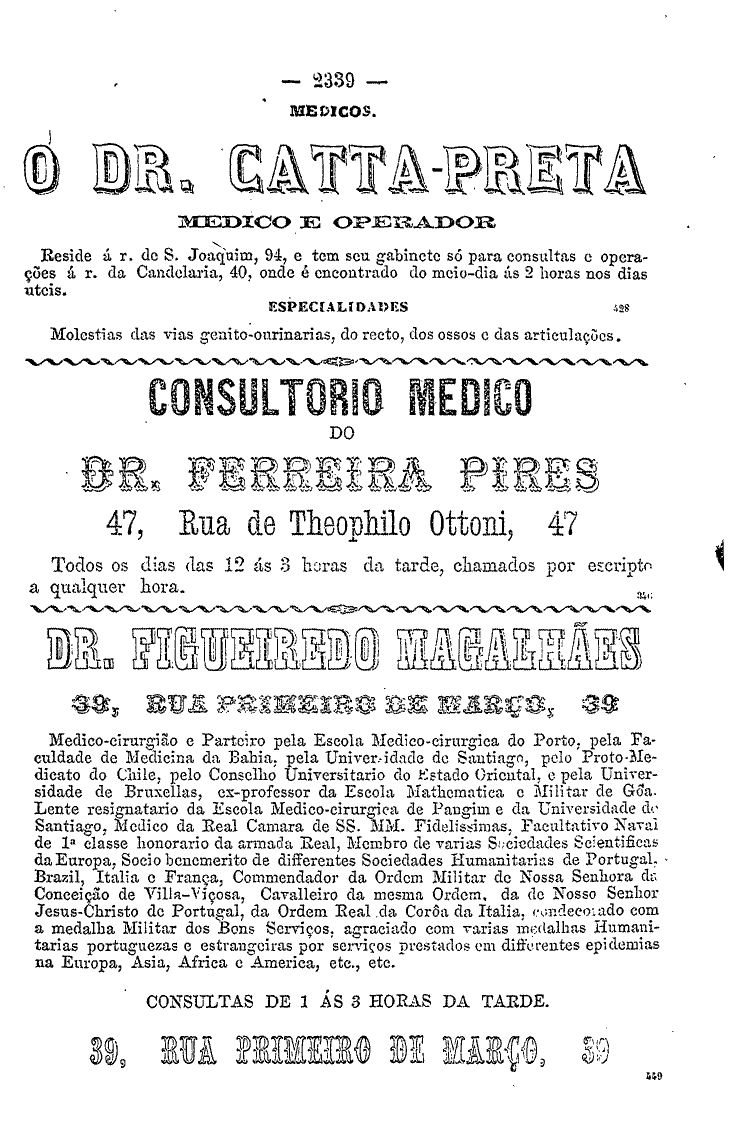 — 2339 —
MEDICOS.
O DR. CATTA-PRETA
MEDICO E OPERADOR
Reside á r. de S. Joaquim, 94, e tem seu gabinete só para consultas e opera-
ções á r. da Candelaria, 40, onde é encontrado do meio-dia ás 2 horas nos dias
uteis.
ESPECIALIDADES 428
Molestias das vias genito-ourinarias, do recto, dos ossos e das articulações.
CONSULTORIO MEDICO
DO
DR. FERREIRA PIRES
47, Rua de Theophilo Ottoni, 47
Todos os dias das 12 ás 3 horas da tarde, chamados por escripto
a qualquer hora.
DR. FIGUEIREDO MAGALHÃES
39, RUA PRIMEIRO DE MARÇO, 39
Medico-cirurgião e Parteiro pela Escola Medico-cirurgica do Porto, pela Fa-
culdade de Medicina da Bahia, pela Universidade de Santiago, pelo Proto-Me-
dicato do Chile, pelo Conselho Universitario do Estado Oriental, e pela Univer-
sidade de Bruxellas, ex-professor da Escola Mathematica e Militar de Gôa.
Lente resignatario da Escola Medico-cirurgica de Pangim e da Universidade de
Santiago, Medico da Real Camara de SS. MM. Fidelissimas, Facultativo Naval
de 1ª classe honorario da armada Real, Membro de varias Sociedades Scientificas
da Europa, Socio benemerito de differentes Sociedades Humanitarias de Portugal,
Brazil, Italia e França, Commendador da Ordem Militar de Nossa Senhora da
Conceição de Villa-Viçosa, Cavalleiro da mesma Ordem, da de Nosso Senhor
Jesus-Christo de Portugal, da Ordem Real da Corôa da Italia, condecorado com
a medalha Militar dos Bons Serviços, agraciado com varias medalhas Humani-
tarias portuguezas e estrangeiras por serviços prestados em differentes epidemias
na Europa, Asia, Africa e America, etc., etc.
CONSULTAS DE 1 ÁS 3 HORAS DA TARDE.
39, RUA PRIMEIRO DE MARÇO, 39
449